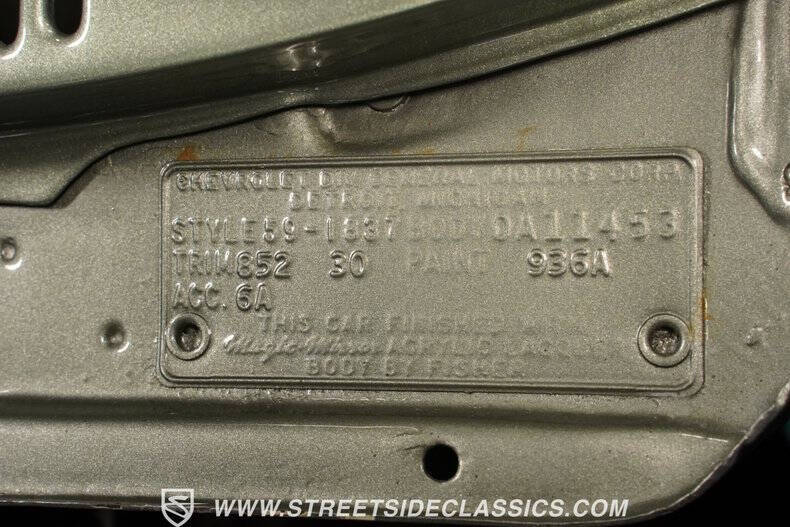 CHEVROLET DIV. GENERAL MOTORS CORP.
DETROIT, MICHIGAN
STYLE 59-1837 BODY OA11453
TRIM 852 30 PAINT 936A
ACC. 6A
THIS CAR FINISHED WITH
Magic-Mirror ACRYLIC LACQUER
BODY BY FISHER
WWW.STREETSIDECLASSICS.COM